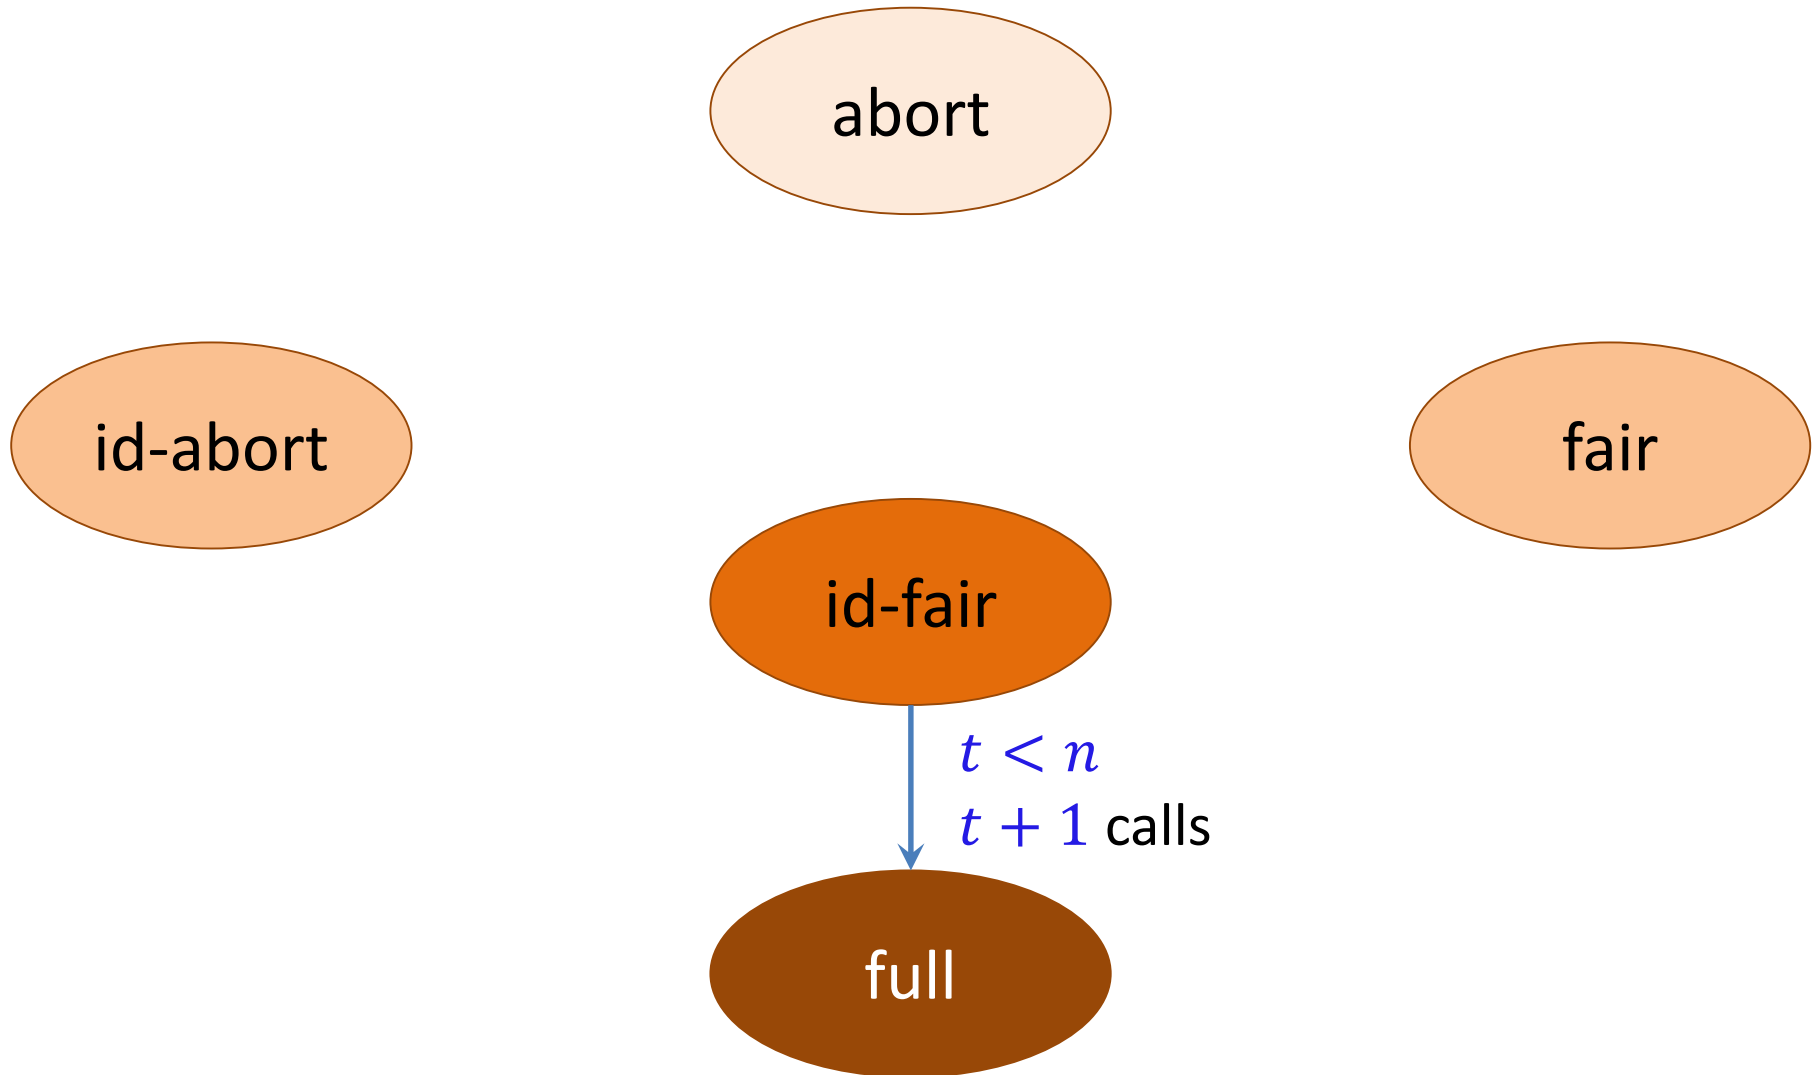 abort
id-abort
fair
id-fair
t < n
t + 1 calls
full